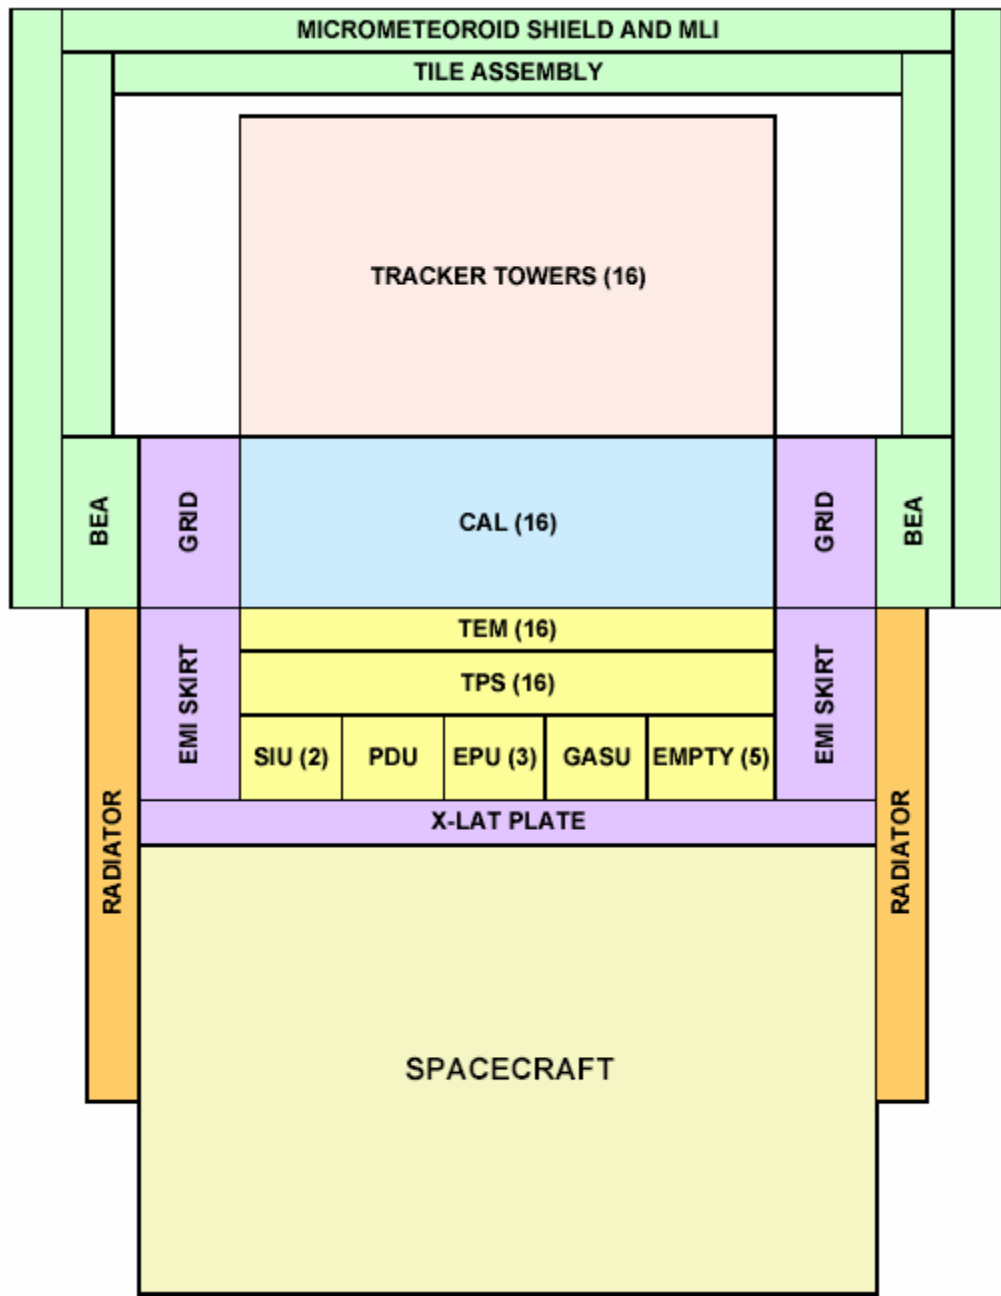 MICROMETEOROID SHIELD AND MLI
TILE ASSEMBLY
TRACKER TOWERS (16)
BEA
GRID
CAL (16)
GRID
BEA
EMI SKIRT
TEM (16)
TPS (16)
SIU (2)
PDU
EPU (3)
GASU
EMPTY (5)
EMI SKIRT
X-LAT PLATE
RADIATOR
RADIATOR
SPACECRAFT